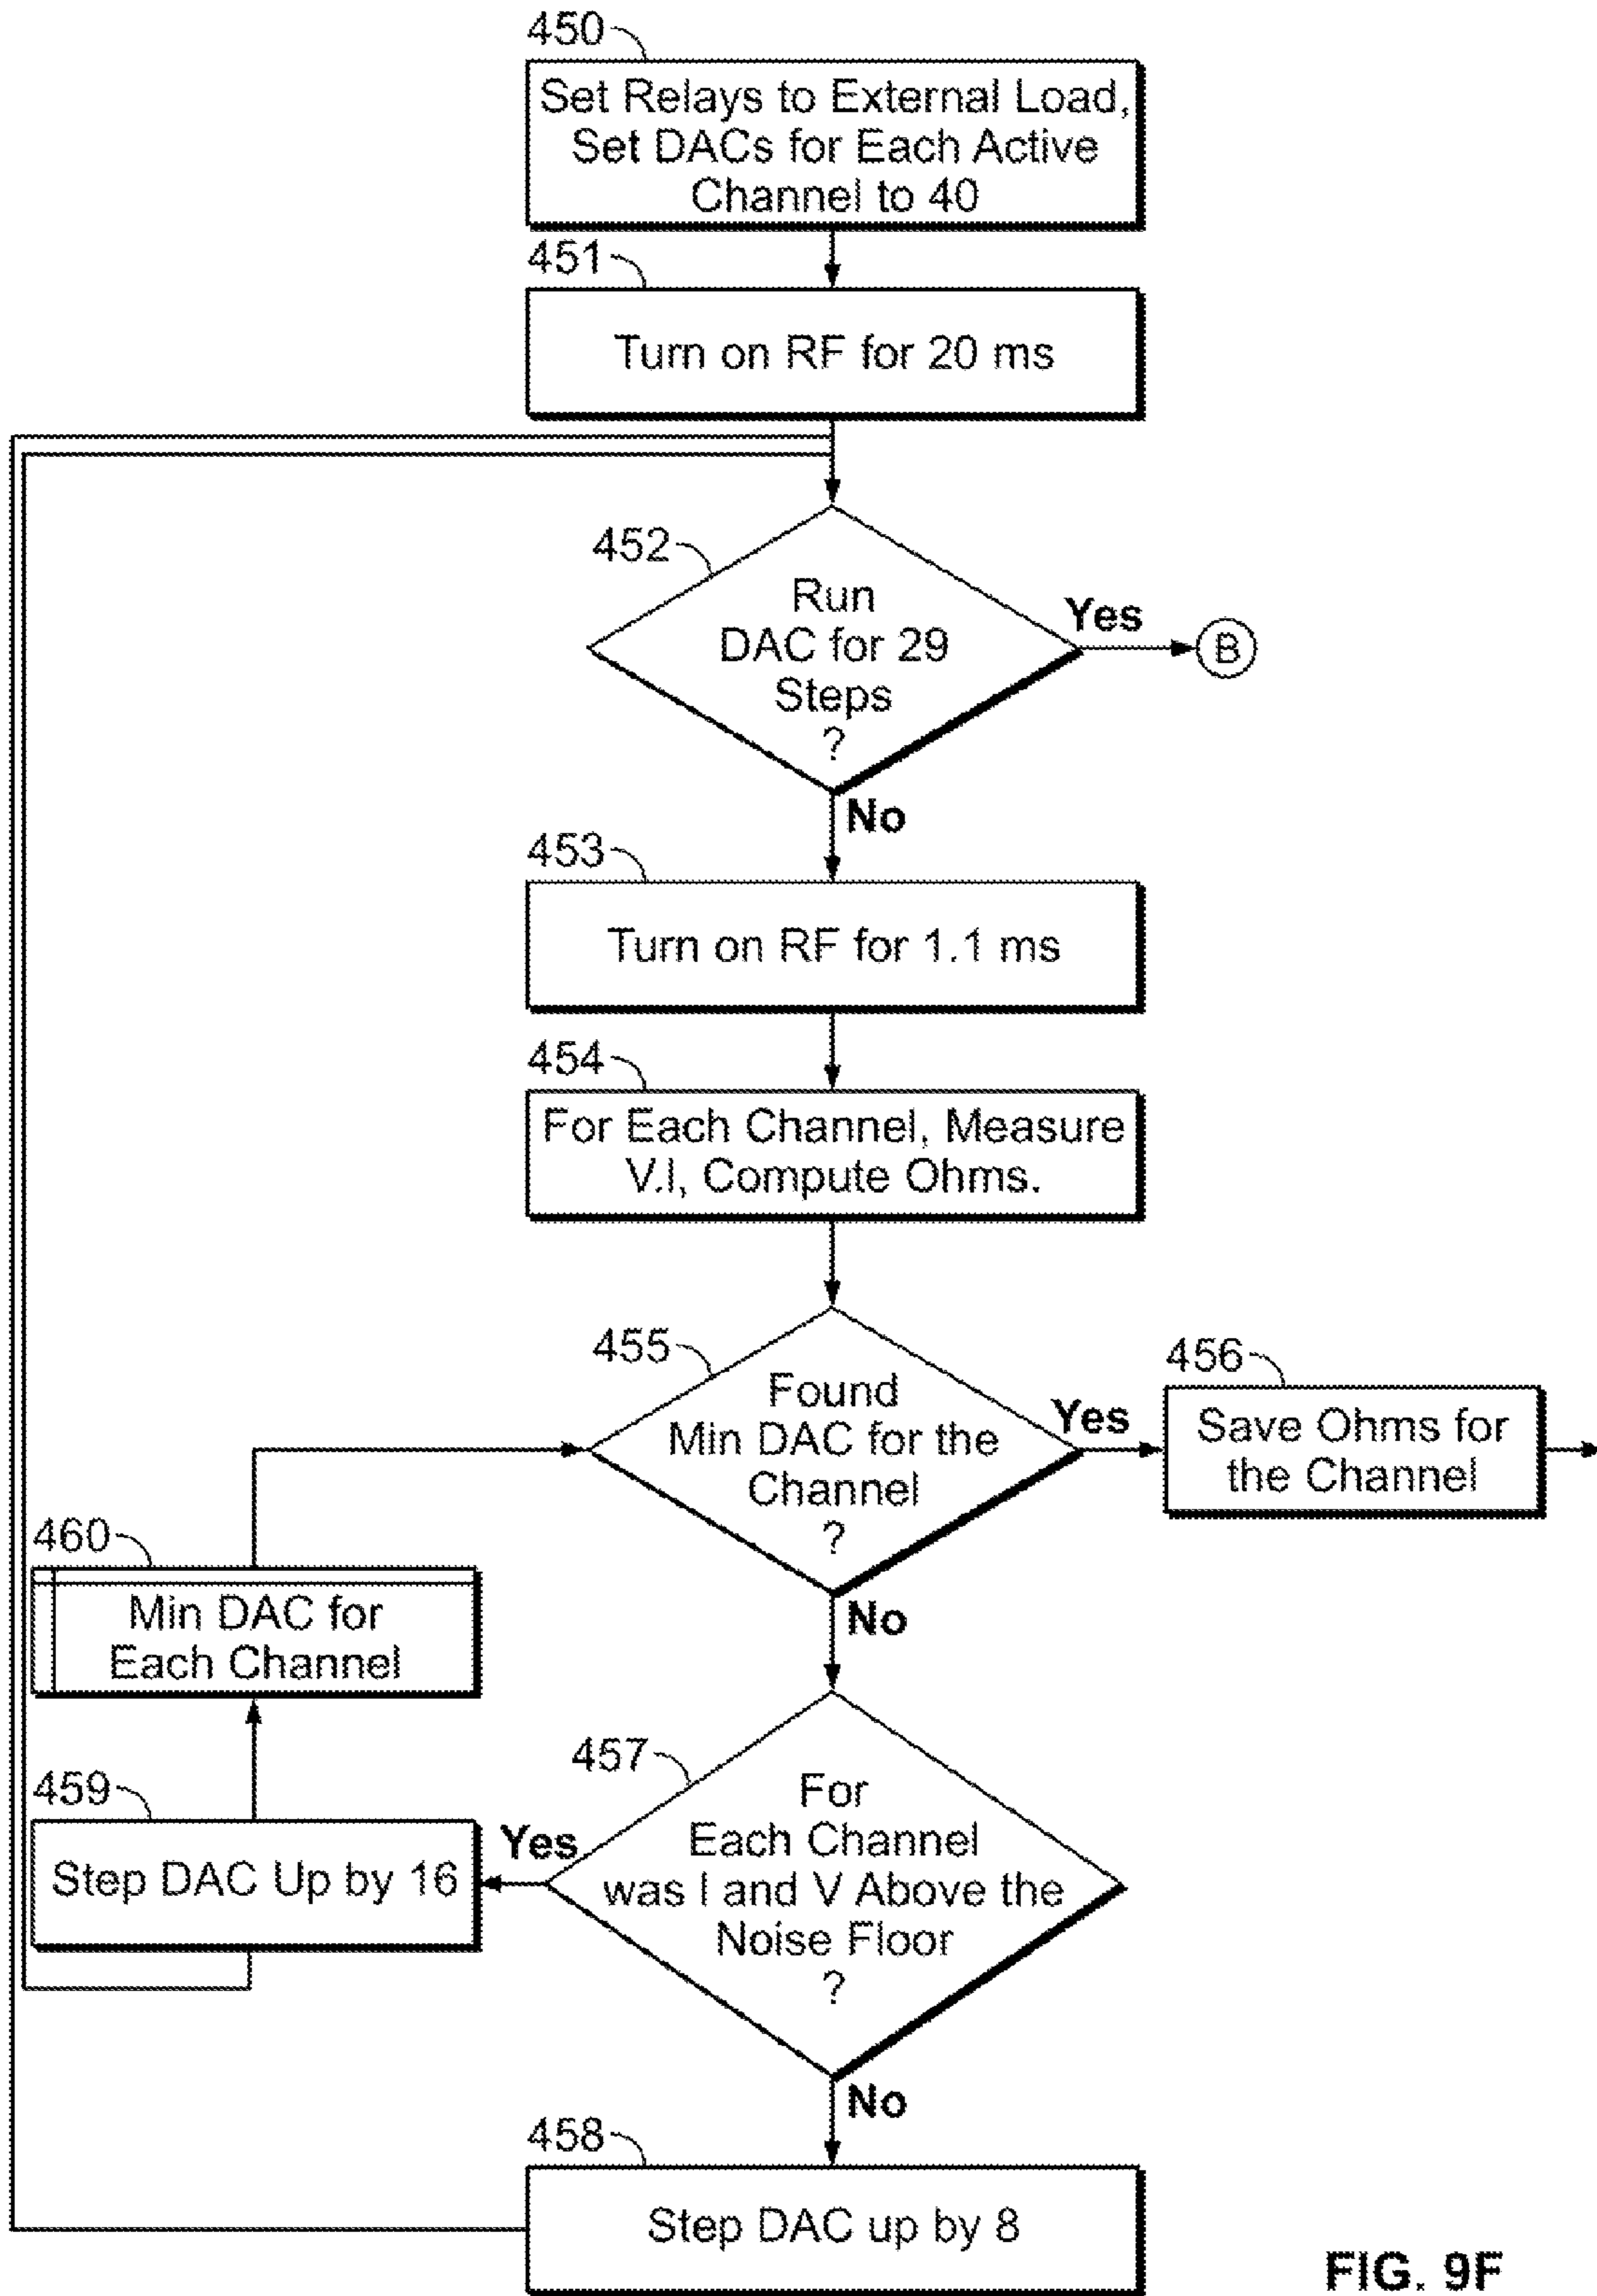 450
Set Relays to External Load,
Set DACs for Each Active
Channel to 40
451
Turn on RF for 20 ms
452
Run
DAC for 29
Steps
?
Yes
B
No
453
Turn on RF for 1.1 ms
454
For Each Channel, Measure
V.I, Compute Ohms.
455
Found
Min DAC for the
Channel
?
Yes
456
Save Ohms for
the Channel
No
460
Min DAC for
Each Channel
457
For
Each Channel
was I and V Above the
Noise Floor
?
Yes
459
Step DAC Up by 16
No
458
Step DAC up by 8
FIG. 9F